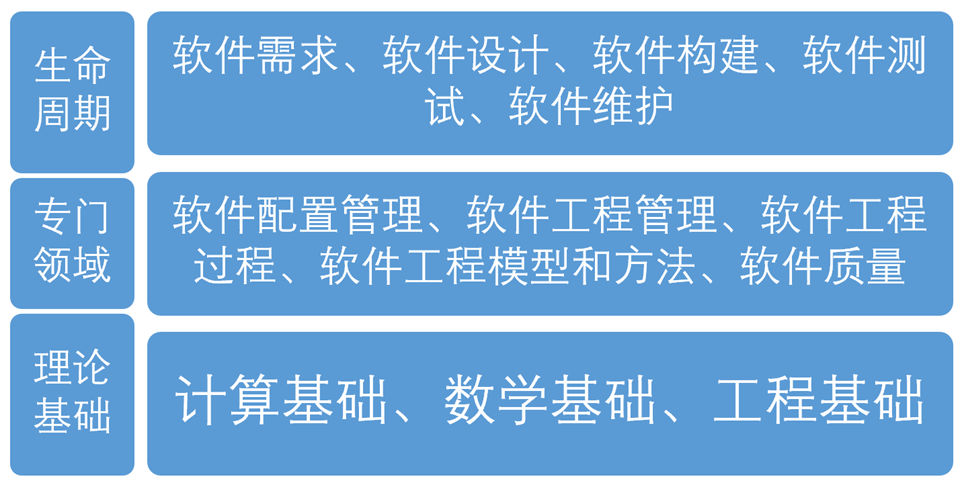 生命
周期
软件需求、软件设计、软件构建、软件测
试、软件维护
专门
领域
软件配置管理、软件工程管理、软件工程
过程、软件工程模型和方法、软件质量
理论
基础
计算基础、数学基础、工程基础